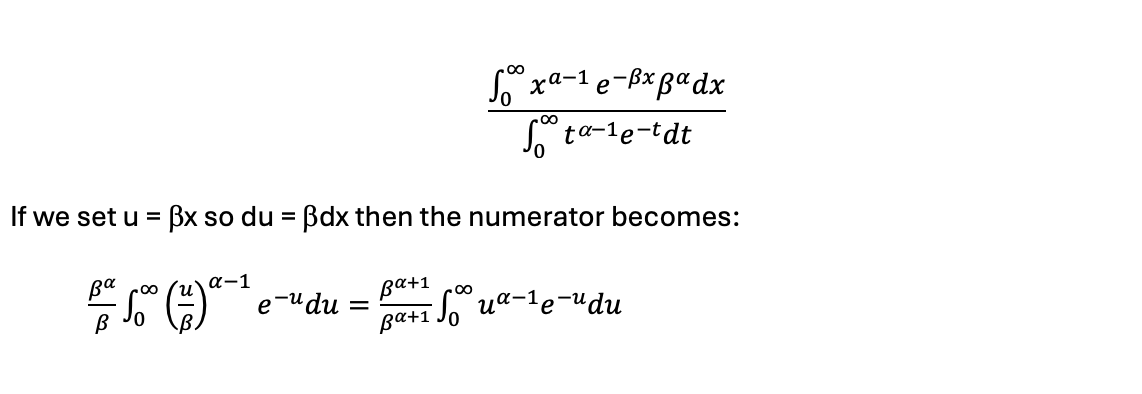 ∫₀^∞ x^{a−1} e^{−βx} β^α dx
∫₀^∞ t^{α−1} e^{−t} dt
If we set u = βx so du = βdx then the numerator becomes:
β^α/β ∫₀^∞ (u/β)^{α−1} e^{−u} du = β^{α+1}/β^{α+1} ∫₀^∞ u^{α−1} e^{−u} du